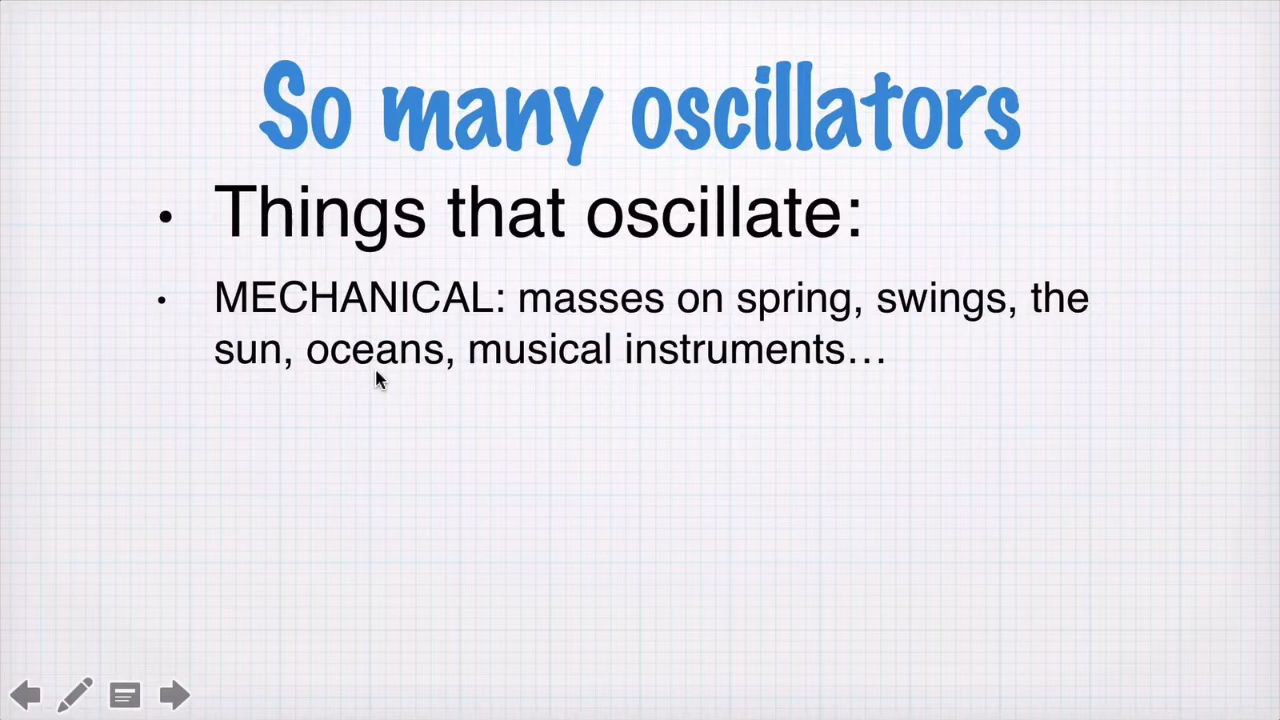 So many oscillators
• Things that oscillate:
• MECHANICAL: masses on spring, swings, the
sun, oceans, musical instruments…